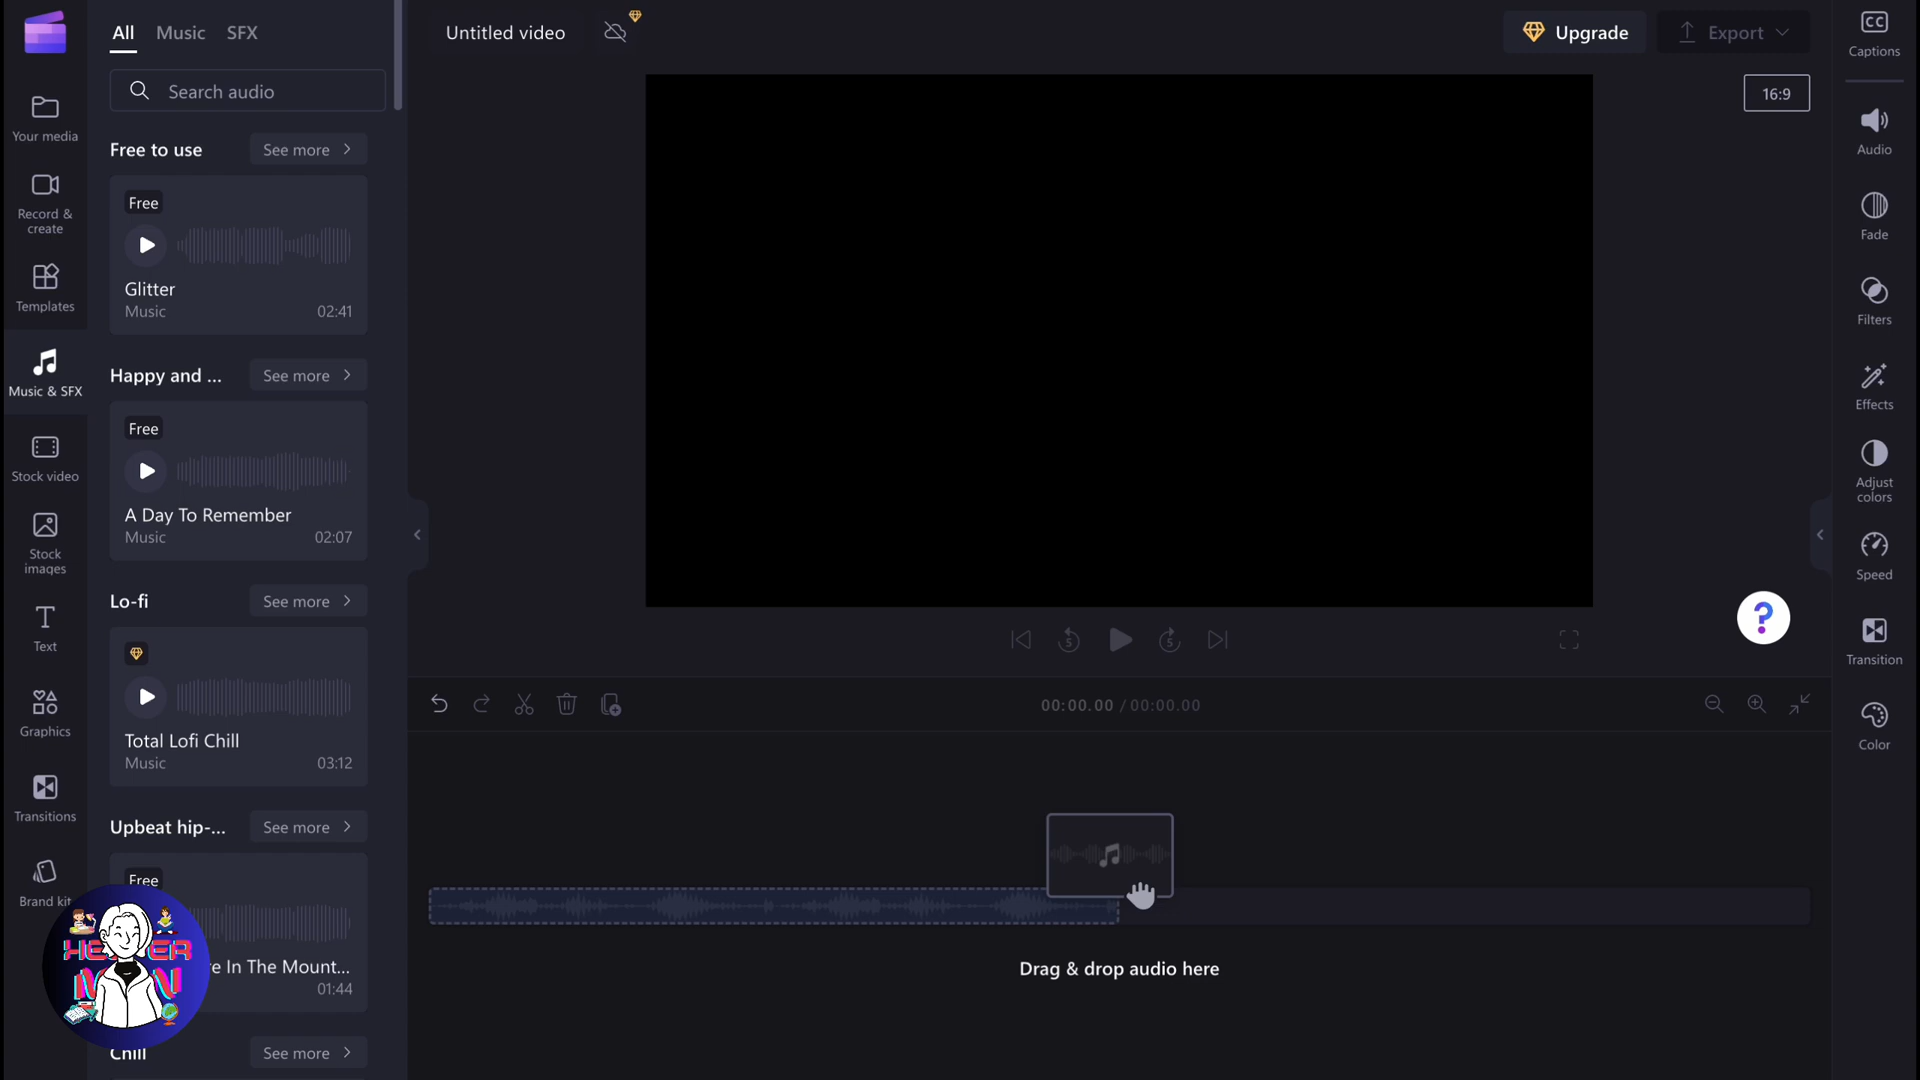 All Music SFX
Search audio
Free to use See more
Free
Glitter
Music 02:41
Happy and ... See more
Free
A Day To Remember
Music 02:07
Lo-fi See more
Total Lofi Chill
Music 03:12
Upbeat hip-... See more
Free
re In The Mount...
01:44
Chill See more
Your media
Record &
create
Templates
Music & SFX
Stock video
Stock
images
Text
Graphics
Transitions
Brand kit
Untitled video
Upgrade
Export
16:9
5
5
00:00.00 / 00:00.00
Drag & drop audio here
?
CC
Captions
Audio
Fade
Filters
Effects
Adjust
colors
Speed
Transition
Color